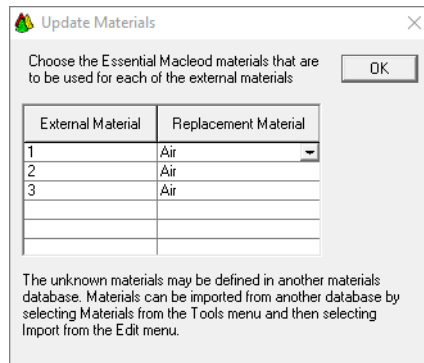 Update Materials
Choose the Essential Macleod materials that are
to be used for each of the external materials
OK
External Material Replacement Material
1 Air
2 Air
3 Air
The unknown materials may be defined in another materials
database. Materials can be imported from another database by
selecting Materials from the Tools menu and then selecting
Import from the Edit menu.